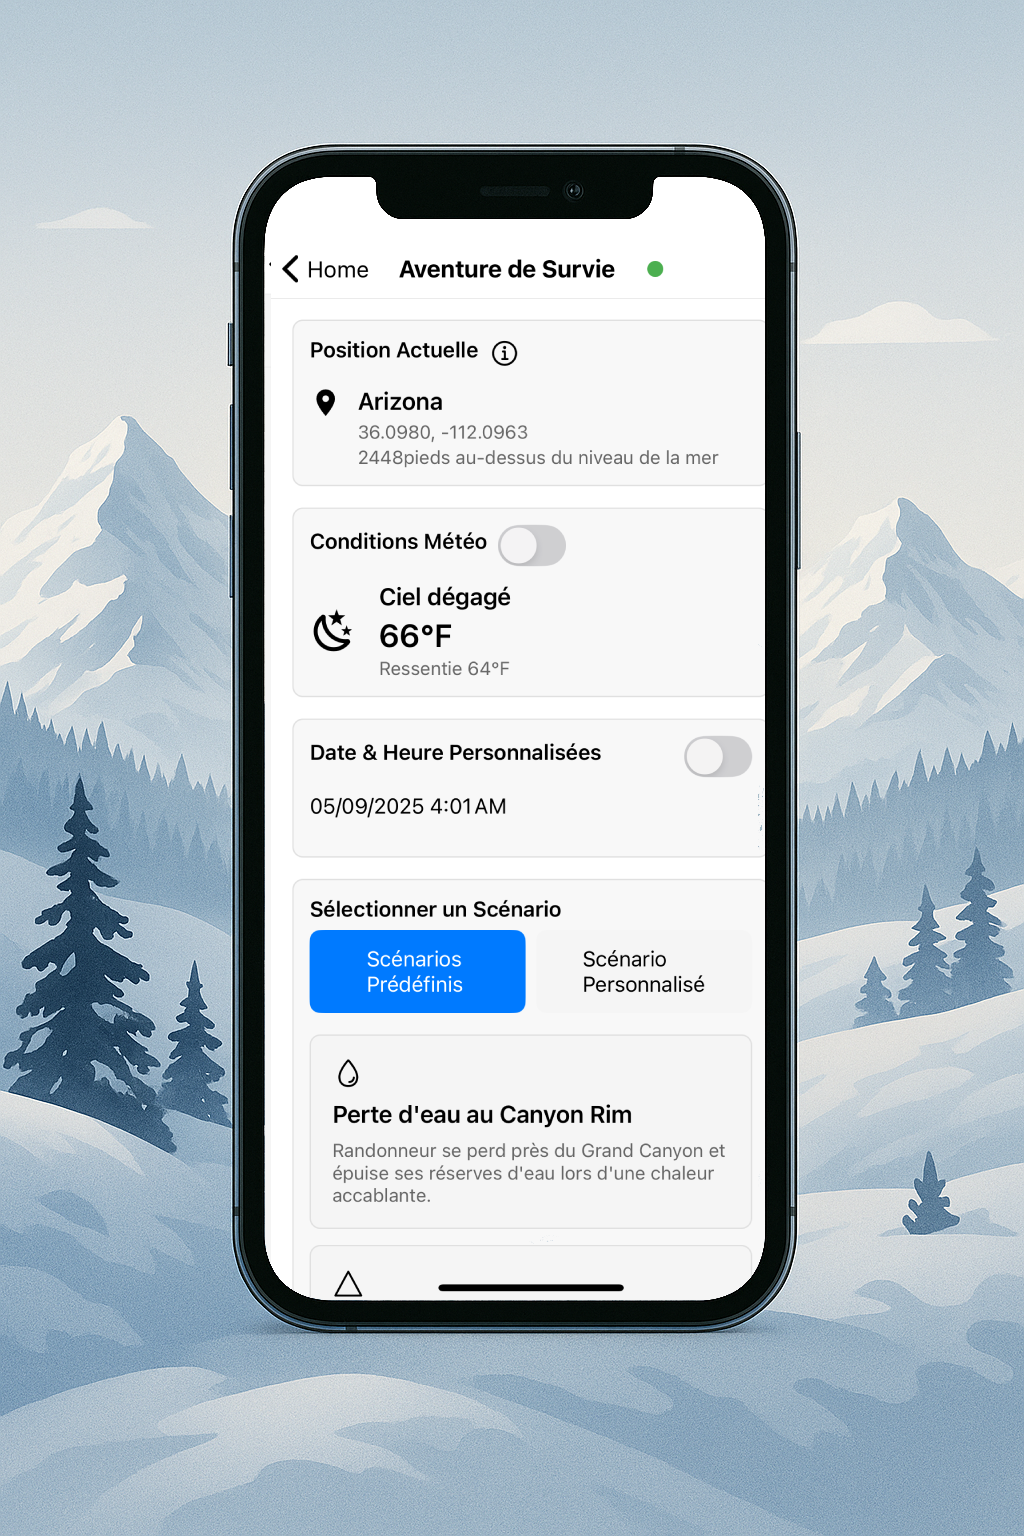 Home Aventure de Survie
Position Actuelle
Arizona
36.0980, -112.0963
2448pieds au-dessus du niveau de la mer
Conditions Météo
Ciel dégagé
66°F
Ressentie 64°F
Date & Heure Personnalisées
05/09/2025 4:01 AM
Sélectionner un Scénario
Scénarios
Prédéfinis
Scénario
Personnalisé
Perte d'eau au Canyon Rim
Randonneur se perd près du Grand Canyon et
épuise ses réserves d'eau lors d'une chaleur
accablante.